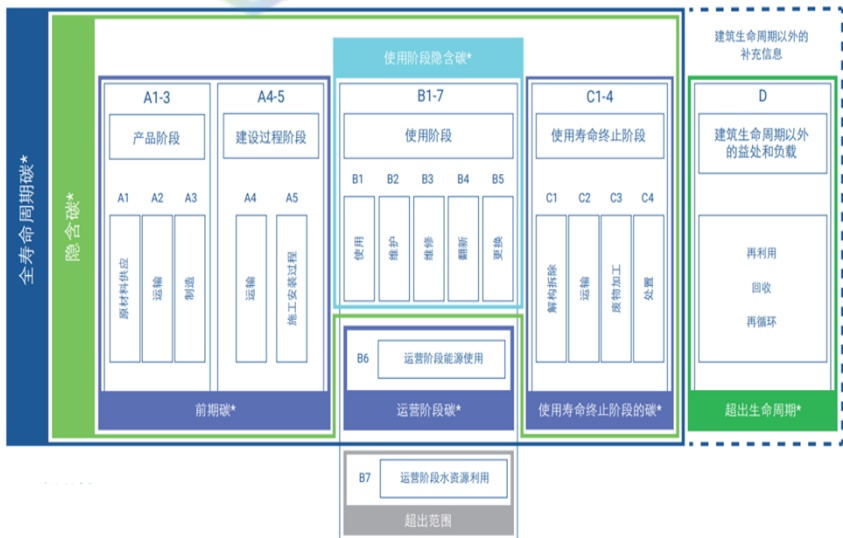 建筑生命周期以外的
补充信息
全寿命周期碳*
隐含碳*
使用阶段隐含碳*
A1-3
产品阶段
A1
A2
A3
原材料供应
运输
制造
A4-5
建设过程阶段
A4
A5
运输
施工安装过程
前期碳*
B1-7
使用阶段
B1
B2
B3
B4
B5
使用
维护
维修
翻新
更换
B6
运营阶段能源使用
运营阶段碳*
B7
运营阶段水资源利用
超出范围
C1-4
使用寿命终止阶段
C1
C2
C3
C4
解构拆除
运输
废物加工
处置
使用寿命终止阶段的碳*
D
建筑生命周期以外
的益处和负载
再利用
回收
再循环
超出生命周期*